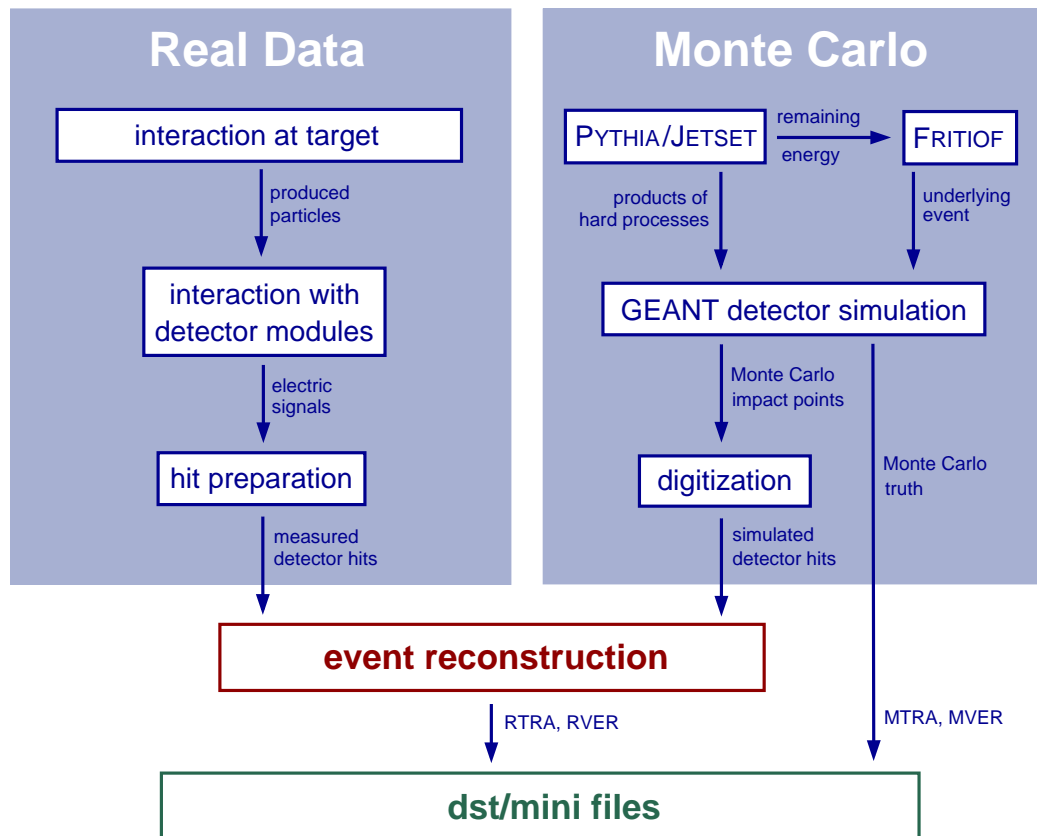 Real Data
interaction at target
produced
particles
interaction with
detector modules
electric
signals
hit preparation
measured
detector hits
Monte Carlo
PYTHIA/JETSET
remaining
energy
FRITIOF
products of
hard processes
underlying
event
GEANT detector simulation
Monte Carlo
impact points
digitization
Monte Carlo
truth
simulated
detector hits
event reconstruction
RTRA, RVER
MTRA, MVER
dst/mini files